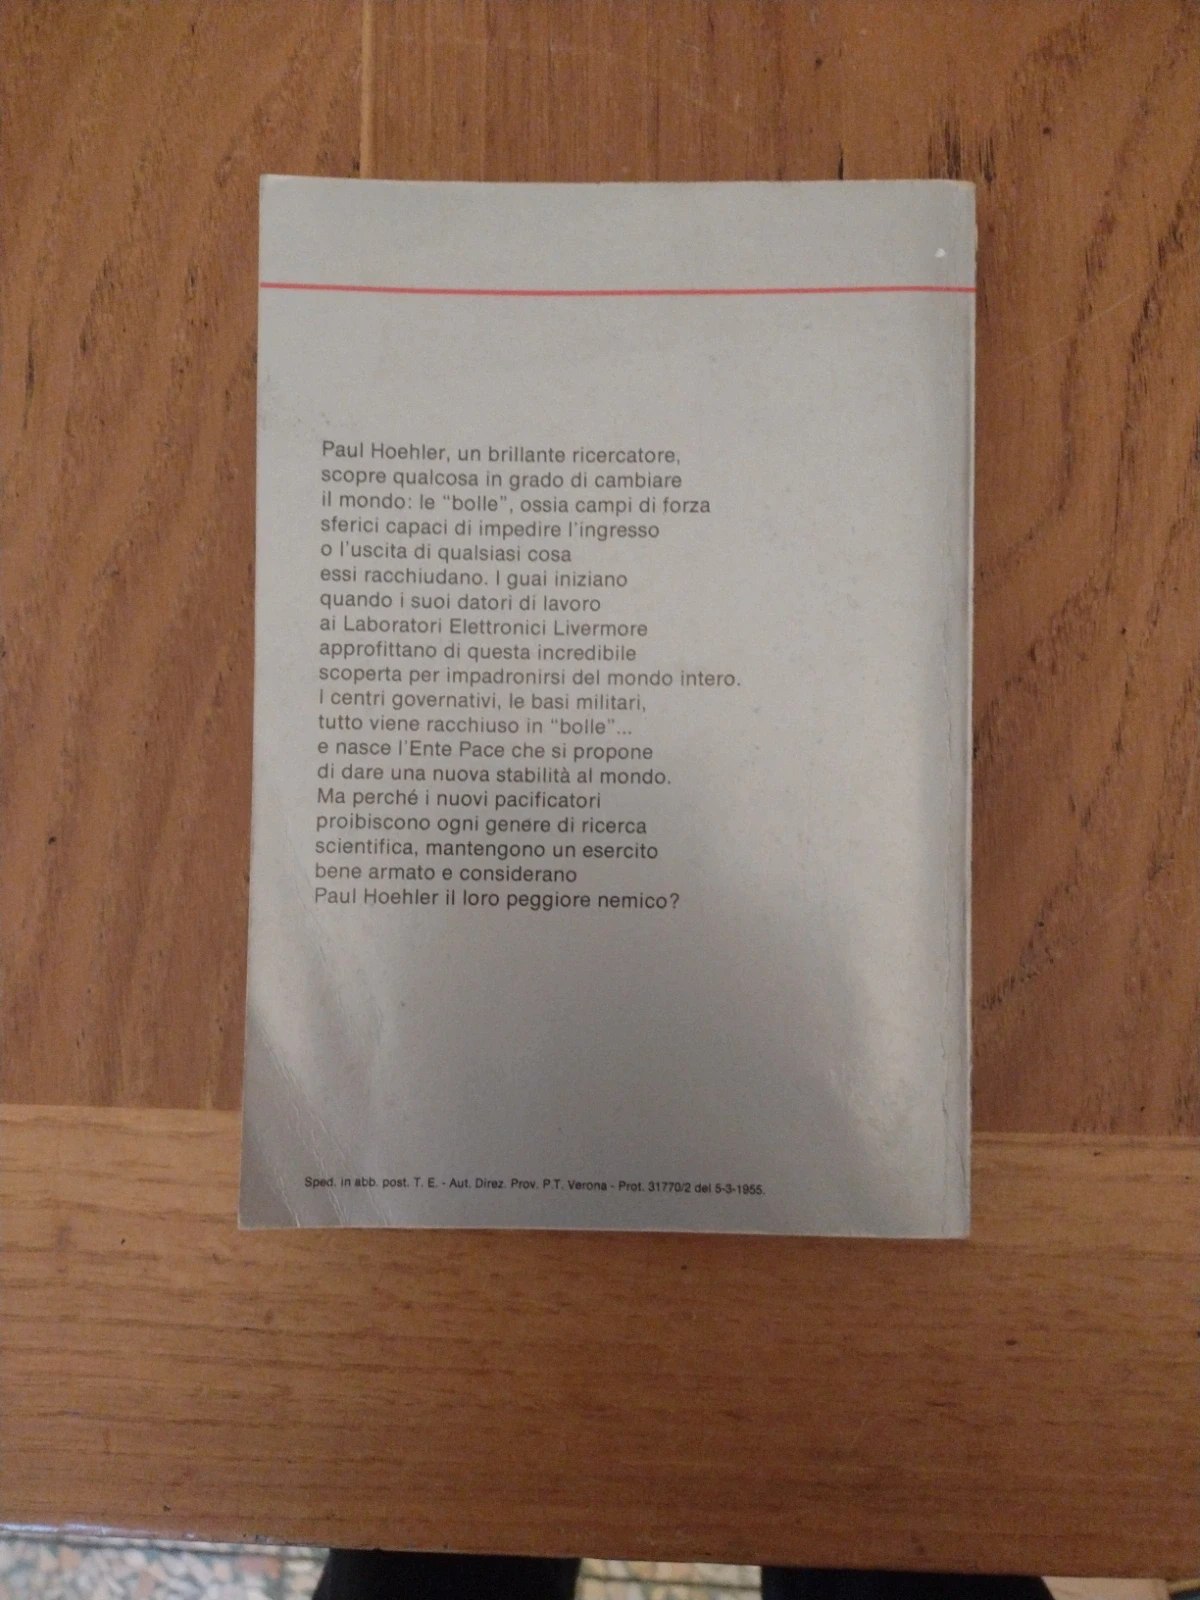 Paul Hoehler, un brillante ricercatore,
scopre qualcosa in grado di cambiare
il mondo: le "bolle", ossia campi di forza
sferici capaci di impedire l'ingresso
o l'uscita di qualsiasi cosa
essi racchiudano. I guai iniziano
quando i suoi datori di lavoro
ai Laboratori Elettronici Livermore
approfittano di questa incredibile
scoperta per impadronirsi del mondo intero.
I centri governativi, le basi militari,
tutto viene racchiuso in "bolle"...
e nasce l'Ente Pace che si propone
di dare una nuova stabilità al mondo.
Ma perché i nuovi pacificatori
proibiscono ogni genere di ricerca
scientifica, mantengono un esercito
bene armato e considerano
Paul Hoehler il loro peggiore nemico?
Sped. in abb. post. T. E. - Aut. Direz. Prov. P.T. Verona - Prot. 31770/2 del 5-3-1955.